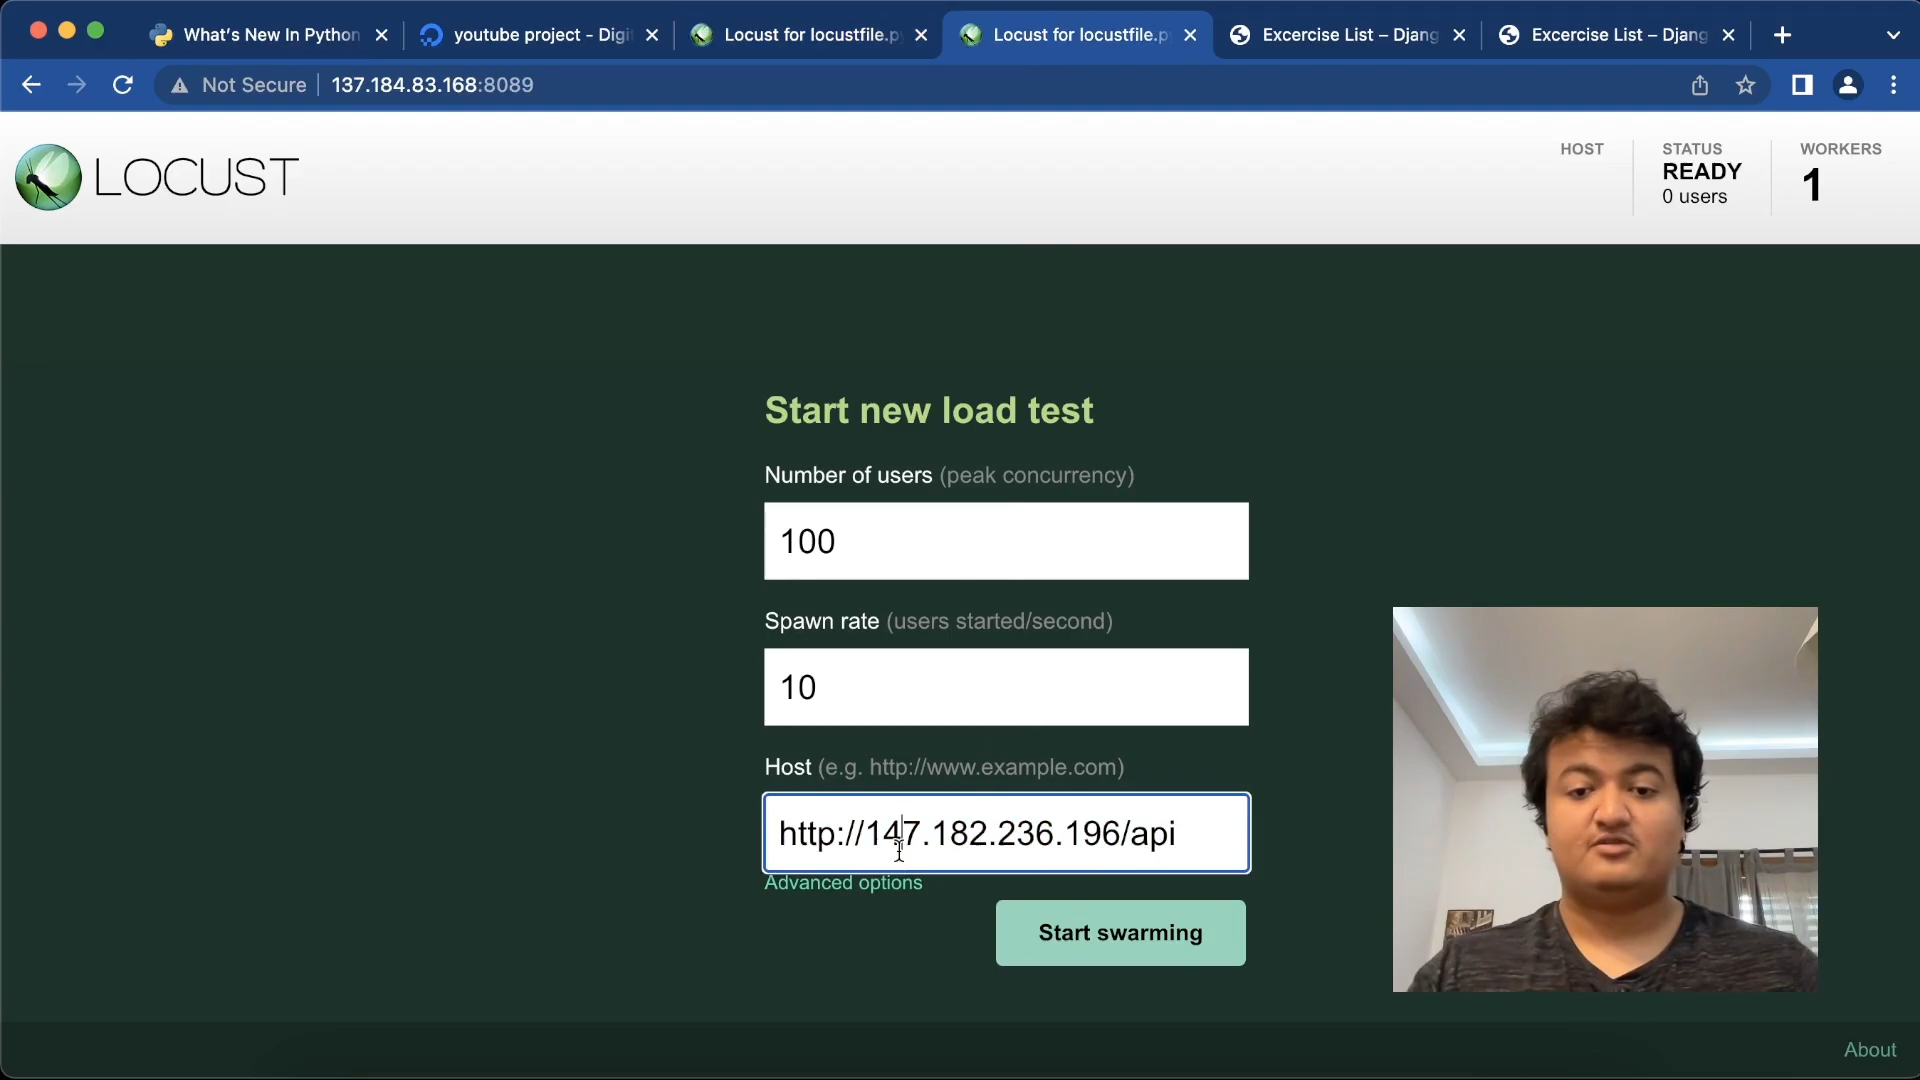 What's New In Python
youtube project - Digi
Locust for locustfile.p
Locust for locustfile.p
Excercise List – Djang
Excercise List – Djang
Not Secure
137.184.83.168:8089
LOCUST
HOST
STATUS
READY
0 users
WORKERS
1
Start new load test
Number of users (peak concurrency)
100
Spawn rate (users started/second)
10
Host (e.g. http://www.example.com)
http://147.182.236.196/api
Advanced options
Start swarming
About